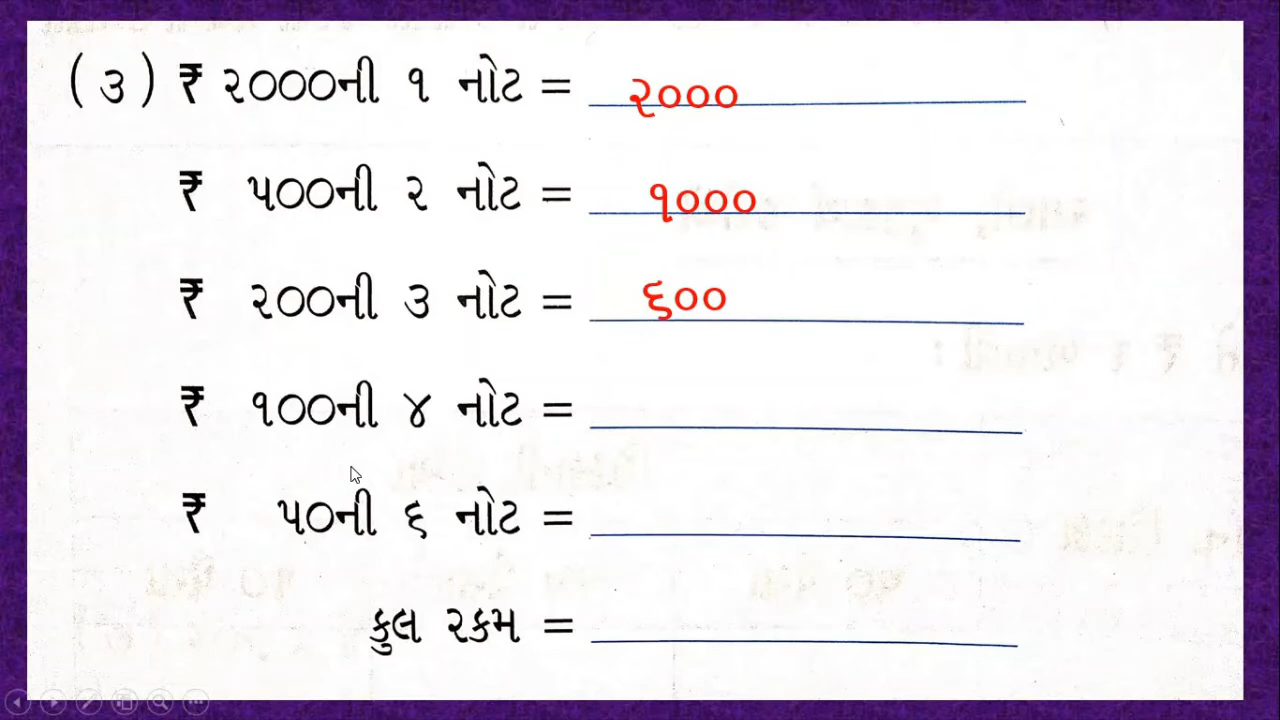 (૩) ₹ ૨૦૦૦ની ૧ નોટ = ૨૦૦૦
₹ ૫૦૦ની ૨ નોટ = ૧૦૦૦
₹ ૨૦૦ની ૩ નોટ = ૬૦૦
₹ ૧૦૦ની ૪ નોટ =
₹ ૫૦ની ૬ નોટ =
કુલ રકમ =